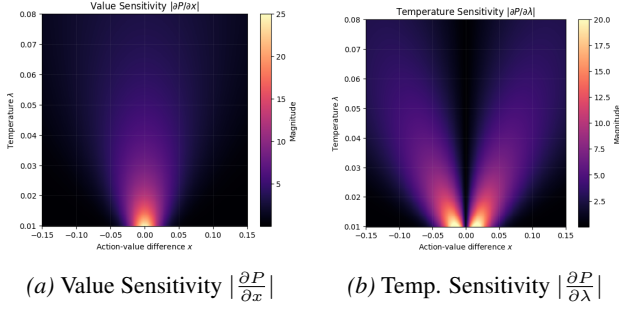 Value Sensitivity |∂P/∂x|
0.08
0.07
0.06
0.05
0.04
0.03
0.02
0.01
Temperature λ
−0.15 −0.10 −0.05 0.00 0.05 0.10 0.15
Action-value difference x
25
20
15
10
5
Magnitude
Temperature Sensitivity |∂P/∂λ|
0.08
0.07
0.06
0.05
0.04
0.03
0.02
0.01
Temperature λ
−0.15 −0.10 −0.05 0.00 0.05 0.10 0.15
Action-value difference x
20.0
17.5
15.0
12.5
10.0
7.5
5.0
2.5
Magnitude
(a) Value Sensitivity |∂P/∂x|
(b) Temp. Sensitivity |∂P/∂λ|